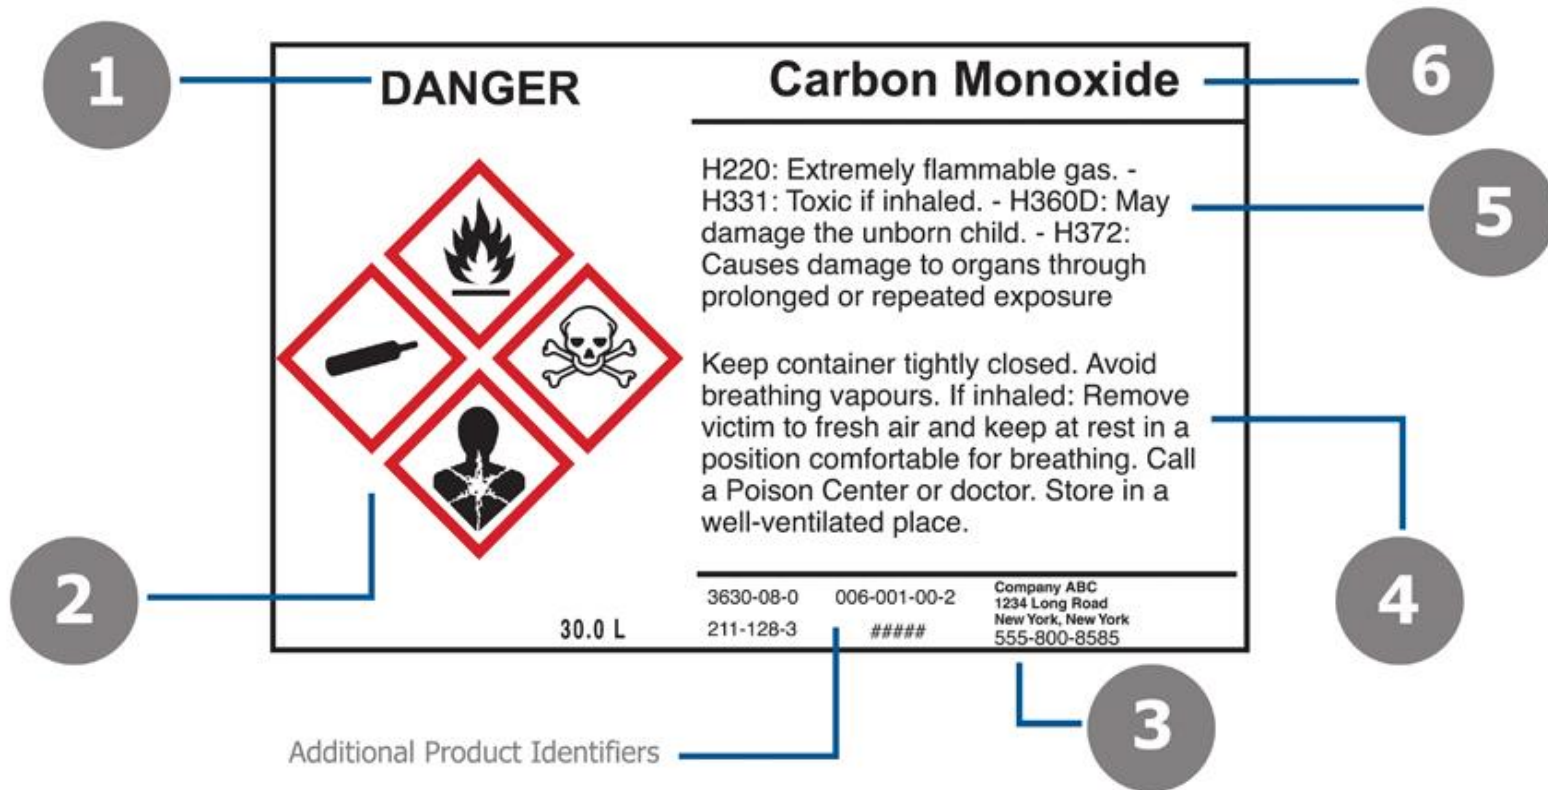 1
DANGER
Carbon Monoxide
6
H220: Extremely flammable gas. -
H331: Toxic if inhaled. - H360D: May
damage the unborn child. - H372:
Causes damage to organs through
prolonged or repeated exposure
5
Keep container tightly closed. Avoid
breathing vapours. If inhaled: Remove
victim to fresh air and keep at rest in a
position comfortable for breathing. Call
a Poison Center or doctor. Store in a
well-ventilated place.
4
2
30.0 L
3630-08-0 006-001-00-2
211-128-3 #####
Company ABC
1234 Long Road
New York, New York
555-800-8585
3
Additional Product Identifiers